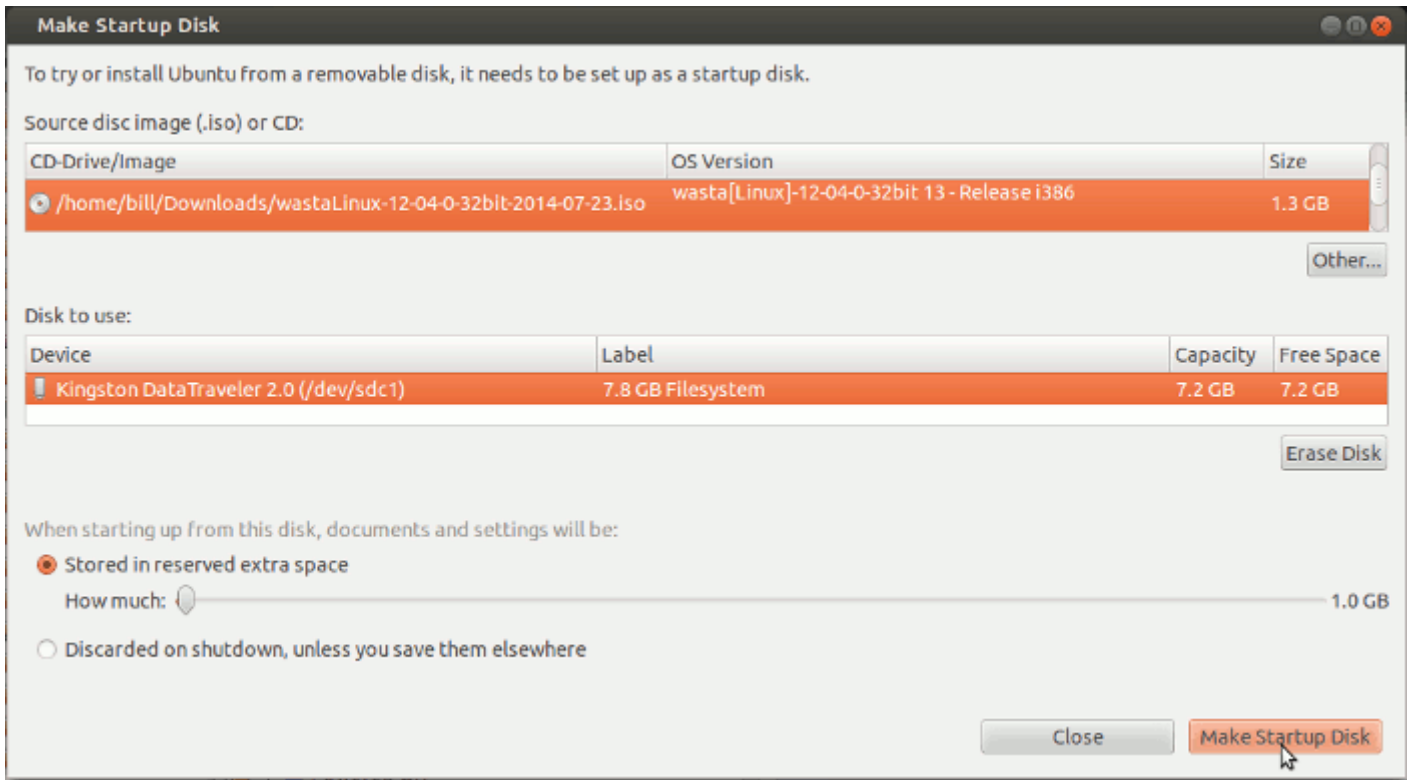 Make Startup Disk
To try or install Ubuntu from a removable disk, it needs to be set up as a startup disk.
Source disc image (.iso) or CD:
CD-Drive/Image OS Version Size
/home/bill/Downloads/wastaLinux-12-04-0-32bit-2014-07-23.iso wasta[Linux]-12-04-0-32bit 13 - Release i386 1.3 GB
Other...
Disk to use:
Device Label Capacity Free Space
Kingston DataTraveler 2.0 (/dev/sdc1) 7.8 GB Filesystem 7.2 GB 7.2 GB
Erase Disk
When starting up from this disk, documents and settings will be:
Stored in reserved extra space
How much: 1.0 GB
Discarded on shutdown, unless you save them elsewhere
Close Make Startup Disk